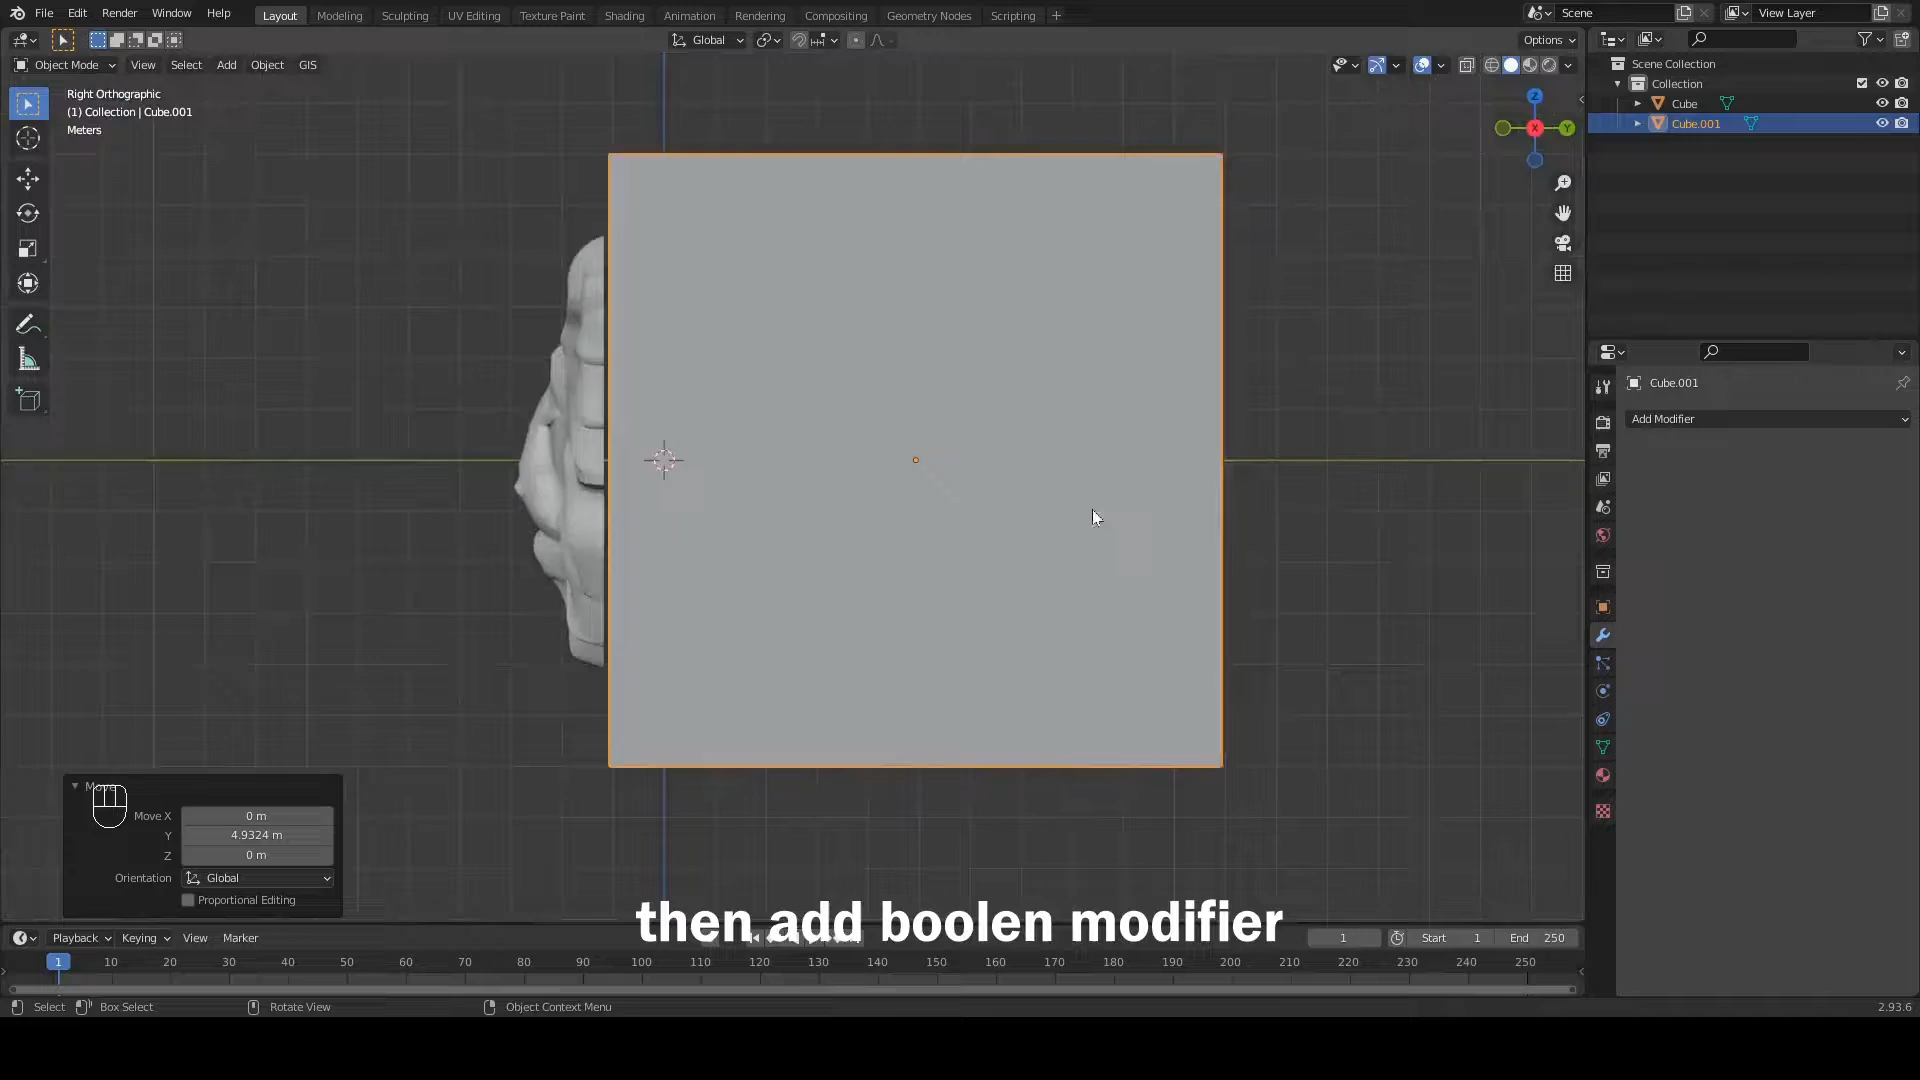 File Edit Render Window Help Layout Modeling Sculpting UV Editing Texture Paint Shading Animation Rendering Compositing Geometry Nodes Scripting + Scene View Layer
Global Options
Object Mode View Select Add Object GIS
Right Orthographic
(1) Collection | Cube.001
Meters
Scene Collection
Collection
Cube
Cube.001
Z
X
Y
Cube.001
Add Modifier
Move X 0 m
Y 4.9324 m
Z 0 m
Orientation Global
Proportional Editing
then add boolen modifier
Playback Keying View Marker 1 Start 1 End 250
1 10 20 30 40 50 60 70 80 90 100 110 120 130 140 150 160 170 180 190 200 210 220 230 240 250
Select Box Select Rotate View Object Context Menu 2.93.6